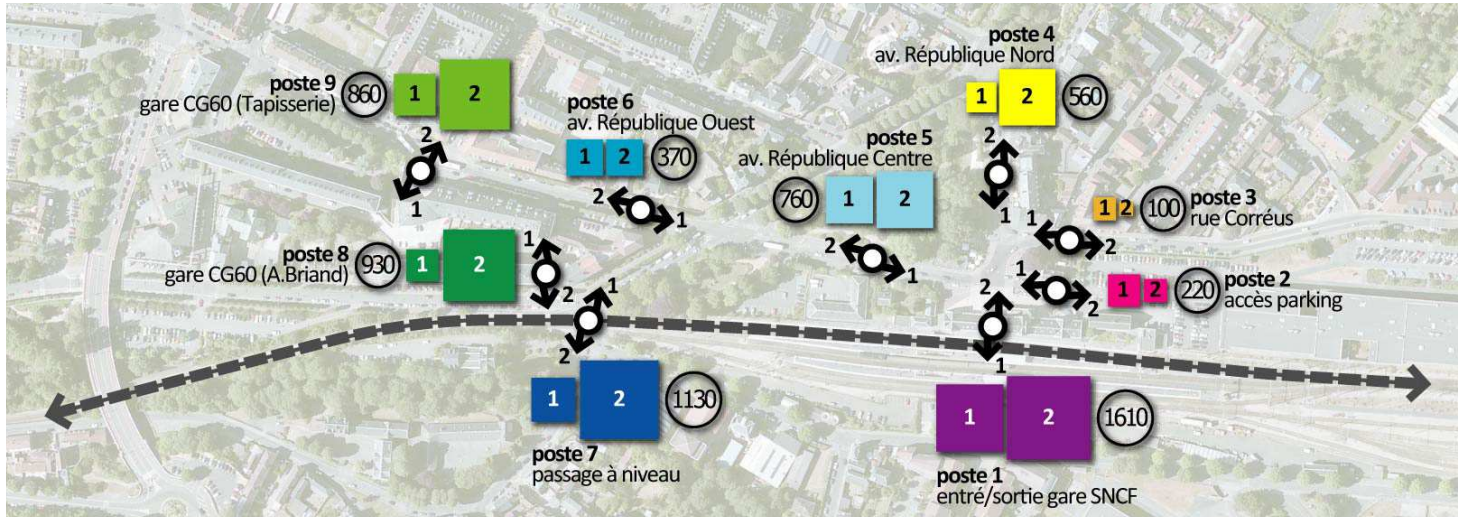 poste 4
av. République Nord
1 2 560
poste 9
gare CG60 (Tapisserie)
860 1 2
poste 6
av. République Ouest
1 2 370
poste 5
av. République Centre
760 1 2
2
1
2
1
2
1
1
2
1 2 100
poste 3
rue Corréus
poste 8
gare CG60 (A.Briand)
930 1 2
1
2
1
2
2
1
1
2
2
1
1 2 220
poste 2
accès parking
1 2 1130
poste 7
passage à niveau
1 2 1610
poste 1
entré/sortie gare SNCF